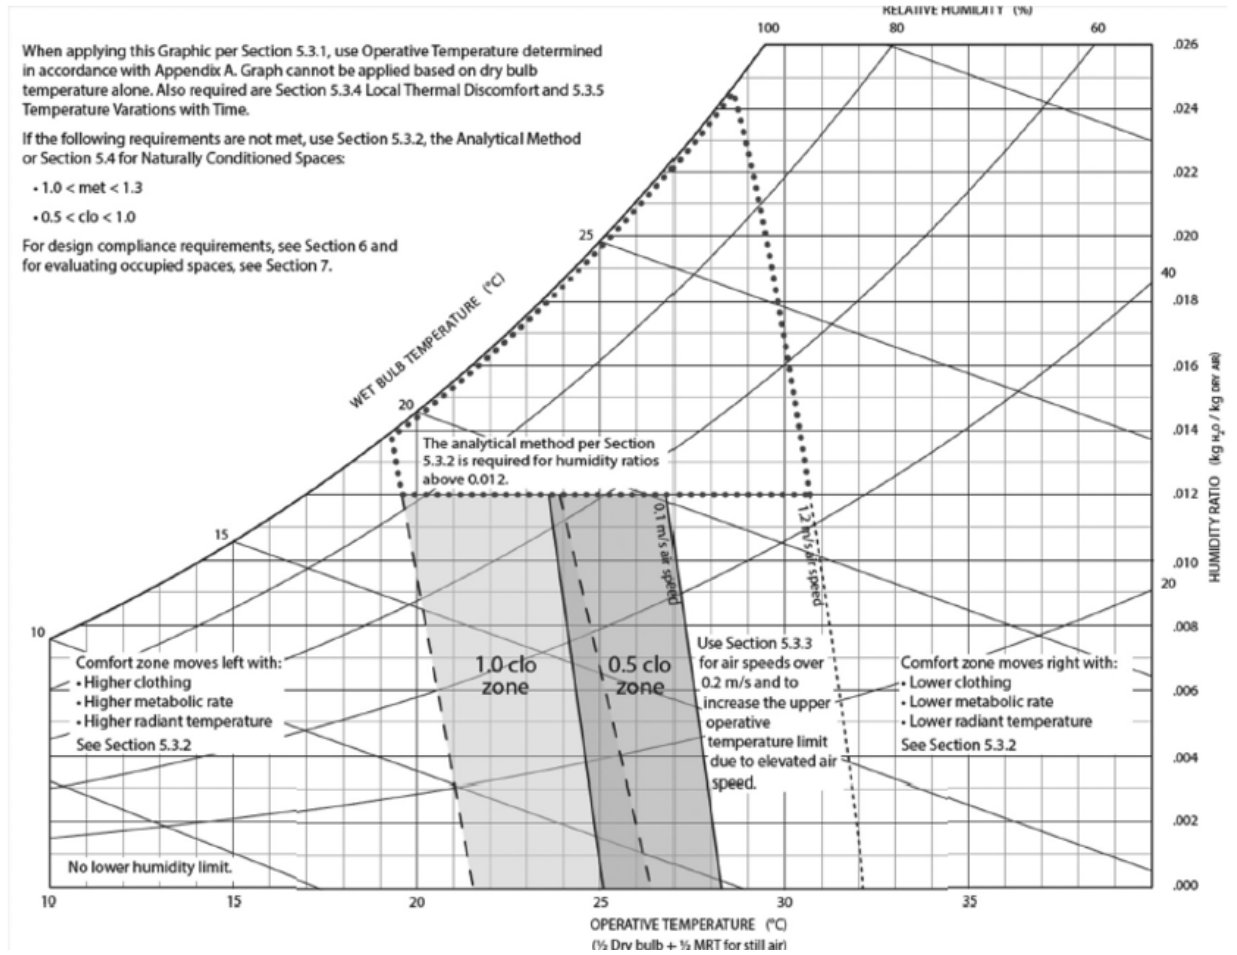 RELATIVE HUMIDITY (%)
100
80
60
When applying this Graphic per Section 5.3.1, use Operative Temperature determined
in accordance with Appendix A. Graph cannot be applied based on dry bulb
temperature alone. Also required are Section 5.3.4 Local Thermal Discomfort and 5.3.5
Temperature Varations with Time.
If the following requirements are not met, use Section 5.3.2, the Analytical Method
or Section 5.4 for Naturally Conditioned Spaces:
• 1.0 < met < 1.3
• 0.5 < clo < 1.0
For design compliance requirements, see Section 6 and
for evaluating occupied spaces, see Section 7.
WET BULB TEMPERATURE (°C)
25
20
15
10
The analytical method per Section
5.3.2 is required for humidity ratios
above 0.012.
0.1 m/s air speed
1.2 m/s air speed
1.0 clo
zone
0.5 clo
zone
Use Section 5.3.3
for air speeds over
0.2 m/s and to
increase the upper
operative
temperature limit
due to elevated air
speed.
Comfort zone moves left with:
• Higher clothing
• Higher metabolic rate
• Higher radiant temperature
See Section 5.3.2
Comfort zone moves right with:
• Lower clothing
• Lower metabolic rate
• Lower radiant temperature
See Section 5.3.2
No lower humidity limit.
.026
.024
.022
.020
40
.018
.016
.014
.012
.010
20
.008
.006
.004
.002
.000
HUMIDITY RATIO (kg H₂O / kg DRY AIR)
10
15
20
25
30
35
OPERATIVE TEMPERATURE (°C)
(½ Dry bulb + ½ MRT for still air)